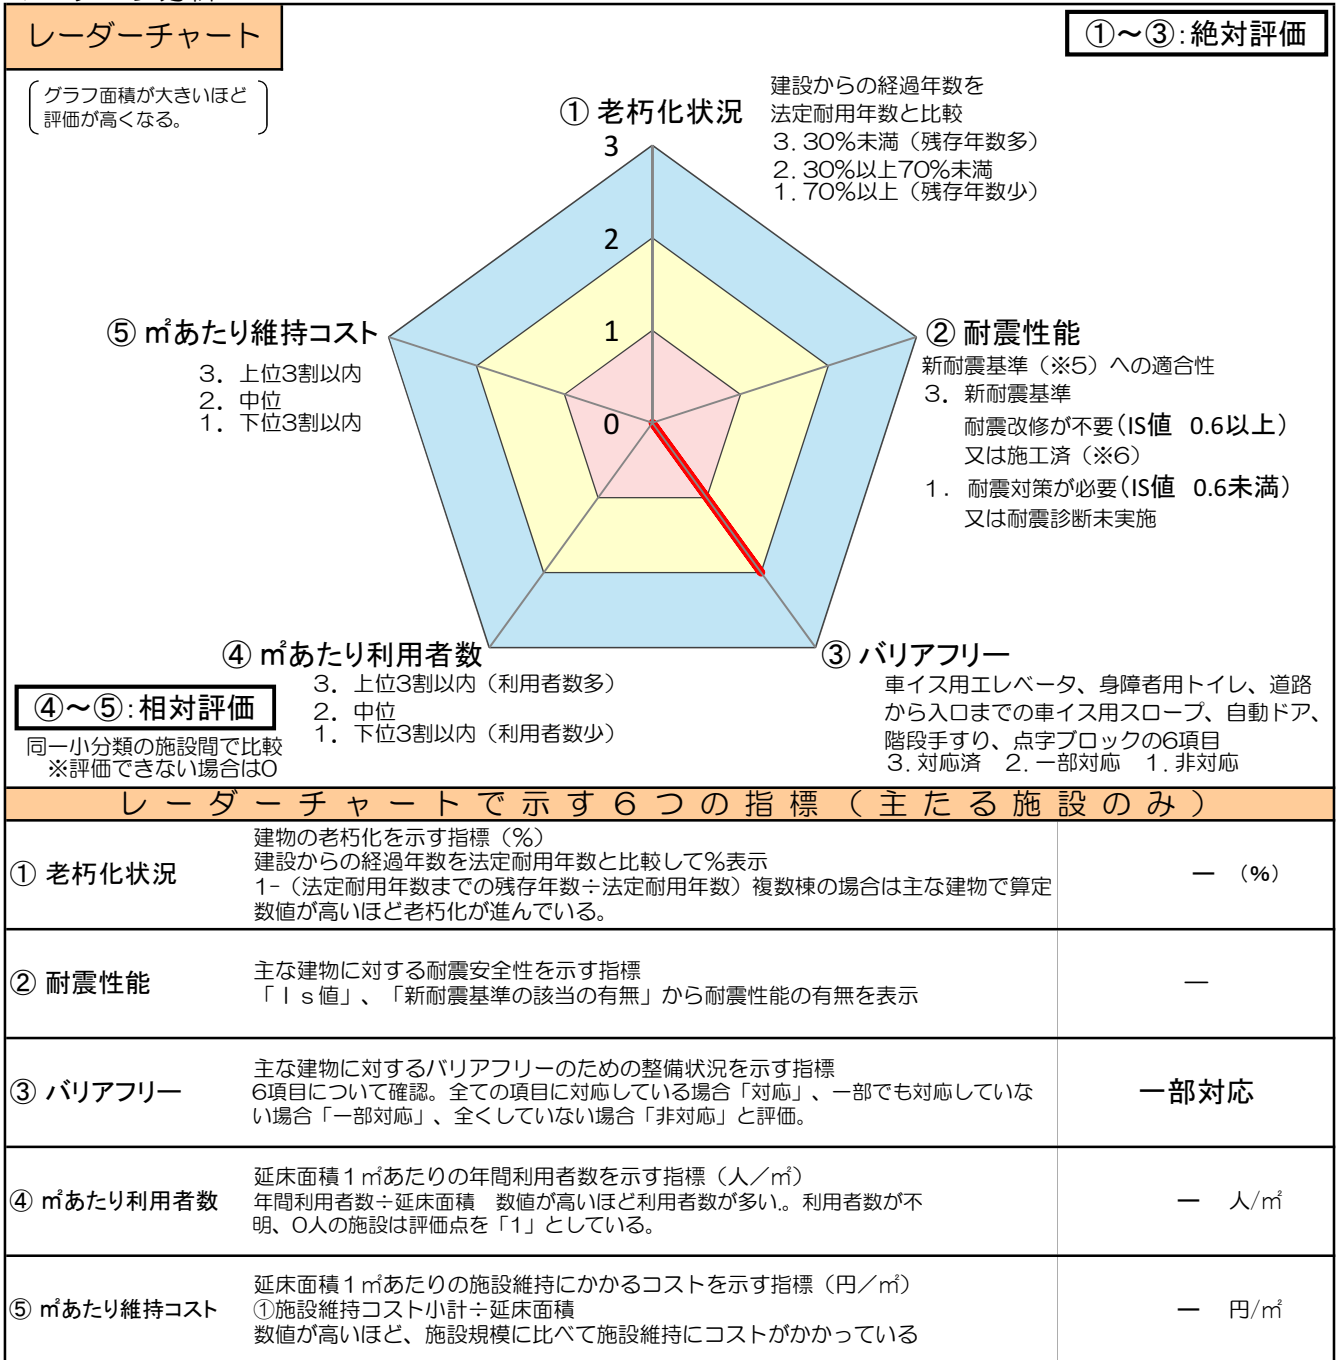 レーダーチャート
①～③:絶対評価
グラフ面積が大きいほど
評価が高くなる。
① 老朽化状況
建設からの経過年数を
法定耐用年数と比較
3.30%未満（残存年数多）
2.30%以上70%未満
1.70%以上（残存年数少）
3
2
1
0
⑤ ㎡あたり維持コスト
3．上位3割以内
2．中位
1．下位3割以内
② 耐震性能
新耐震基準（※5）への適合性
3．新耐震基準
耐震改修が不要(IS値 0.6以上)
又は施工済（※6）
1．耐震対策が必要(IS値 0.6未満)
又は耐震診断未実施
④ ㎡あたり利用者数
3．上位3割以内（利用者数多）
2．中位
1．下位3割以内（利用者数少）
③ バリアフリー
車イス用エレベータ、身障者用トイレ、道路
から入口までの車イス用スロープ、自動ドア、
階段手すり、点字ブロックの6項目
3.対応済 2.一部対応 1.非対応
④～⑤:相対評価
同一小分類の施設間で比較
※評価できない場合は0
レーダーチャートで示す6つの指標（主たる施設のみ）
① 老朽化状況
建物の老朽化を示す指標（%）
建設からの経過年数を法定耐用年数と比較して%表示
1-（法定耐用年数までの残存年数÷法定耐用年数）複数棟の場合は主な建物で算定
数値が高いほど老朽化が進んでいる。
ー （%）
② 耐震性能
主な建物に対する耐震安全性を示す指標
「Ｉｓ値」、「新耐震基準の該当の有無」から耐震性能の有無を表示
―
③ バリアフリー
主な建物に対するバリアフリーのための整備状況を示す指標
6項目について確認。全ての項目に対応している場合「対応」、一部でも対応していな
い場合「一部対応」、全くしていない場合「非対応」と評価。
一部対応
④ ㎡あたり利用者数
延床面積１㎡あたりの年間利用者数を示す指標（人／㎡）
年間利用者数÷延床面積 数値が高いほど利用者数が多い。利用者数が不
明、0人の施設は評価点を「1」としている。
ー 人/㎡
⑤ ㎡あたり維持コスト
延床面積１㎡あたりの施設維持にかかるコストを示す指標（円／㎡）
①施設維持コスト小計÷延床面積
数値が高いほど、施設規模に比べて施設維持にコストがかかっている
ー 円/㎡